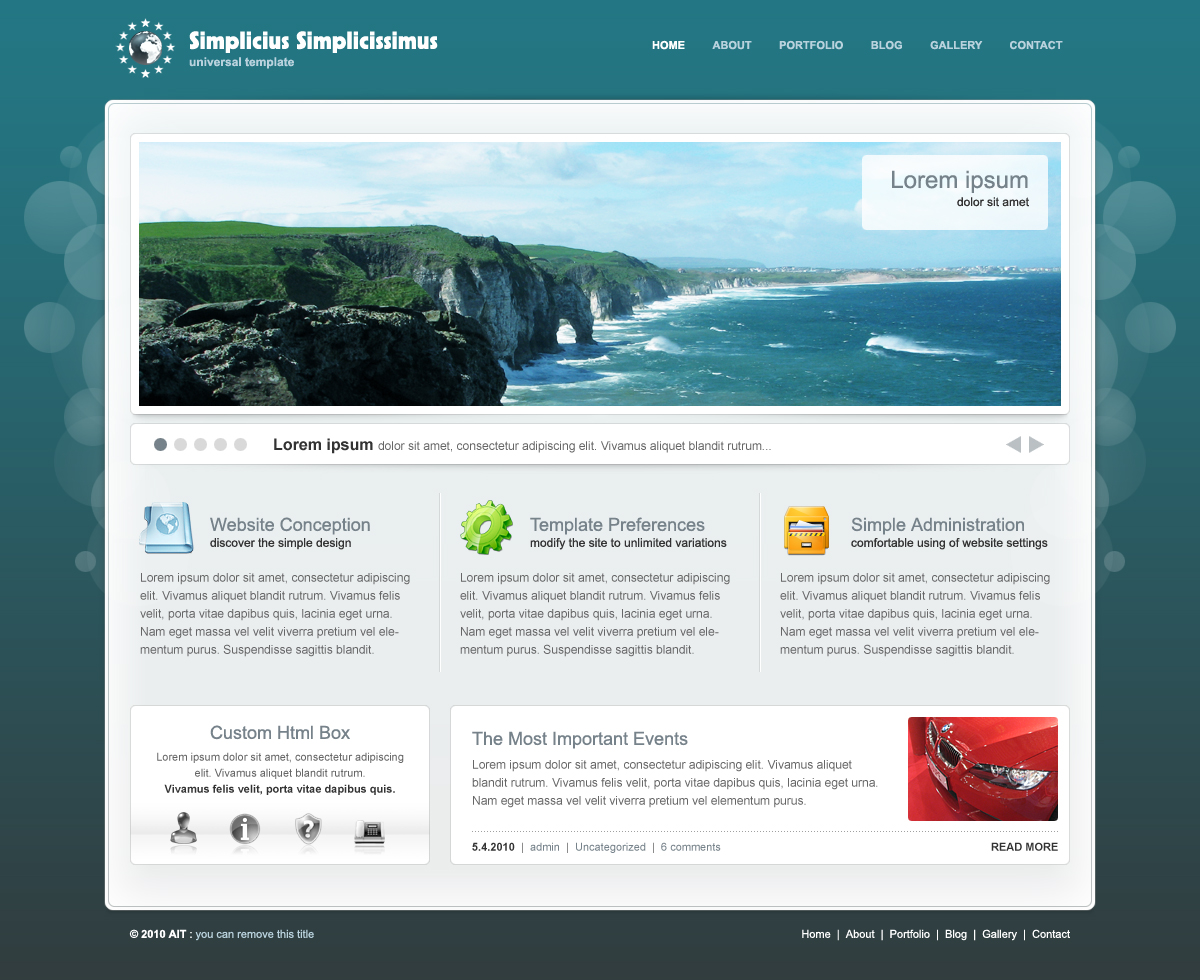 Simplicius Simplicissimus
universal template
HOME ABOUT PORTFOLIO BLOG GALLERY CONTACT
Lorem ipsum
dolor sit amet
Lorem ipsum dolor sit amet, consectetur adipiscing elit. Vivamus aliquet blandit rutrum...
Website Conception
discover the simple design
Lorem ipsum dolor sit amet, consectetur adipiscing
elit. Vivamus aliquet blandit rutrum. Vivamus felis
velit, porta vitae dapibus quis, lacinia eget urna.
Nam eget massa vel velit viverra pretium vel ele-
mentum purus. Suspendisse sagittis blandit.
Template Preferences
modify the site to unlimited variations
Lorem ipsum dolor sit amet, consectetur adipiscing
elit. Vivamus aliquet blandit rutrum. Vivamus felis
velit, porta vitae dapibus quis, lacinia eget urna.
Nam eget massa vel velit viverra pretium vel ele-
mentum purus. Suspendisse sagittis blandit.
Simple Administration
comfortable using of website settings
Lorem ipsum dolor sit amet, consectetur adipiscing
elit. Vivamus aliquet blandit rutrum. Vivamus felis
velit, porta vitae dapibus quis, lacinia eget urna.
Nam eget massa vel velit viverra pretium vel ele-
mentum purus. Suspendisse sagittis blandit.
Custom Html Box
Lorem ipsum dolor sit amet, consectetur adipiscing
elit. Vivamus aliquet blandit rutrum.
Vivamus felis velit, porta vitae dapibus quis.
The Most Important Events
Lorem ipsum dolor sit amet, consectetur adipiscing elit. Vivamus aliquet
blandit rutrum. Vivamus felis velit, porta vitae dapibus quis, lacinia eget urna.
Nam eget massa vel velit viverra pretium vel elementum purus.
5.4.2010 | admin | Uncategorized | 6 comments READ MORE
© 2010 AIT : you can remove this title
Home | About | Portfolio | Blog | Gallery | Contact